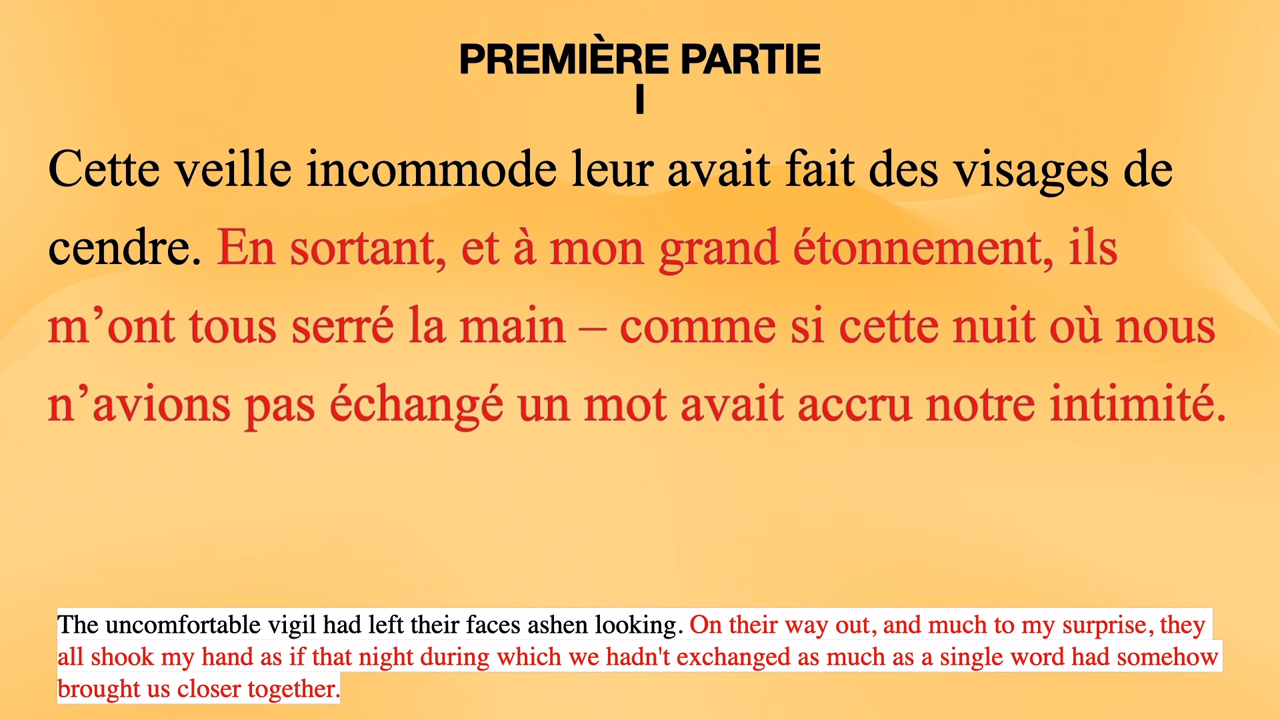 PREMIÈRE PARTIE
I
Cette veille incommode leur avait fait des visages de
cendre. En sortant, et à mon grand étonnement, ils
m’ont tous serré la main – comme si cette nuit où nous
n’avions pas échangé un mot avait accru notre intimité.
The uncomfortable vigil had left their faces ashen looking. On their way out, and much to my surprise, they
all shook my hand as if that night during which we hadn't exchanged as much as a single word had somehow
brought us closer together.